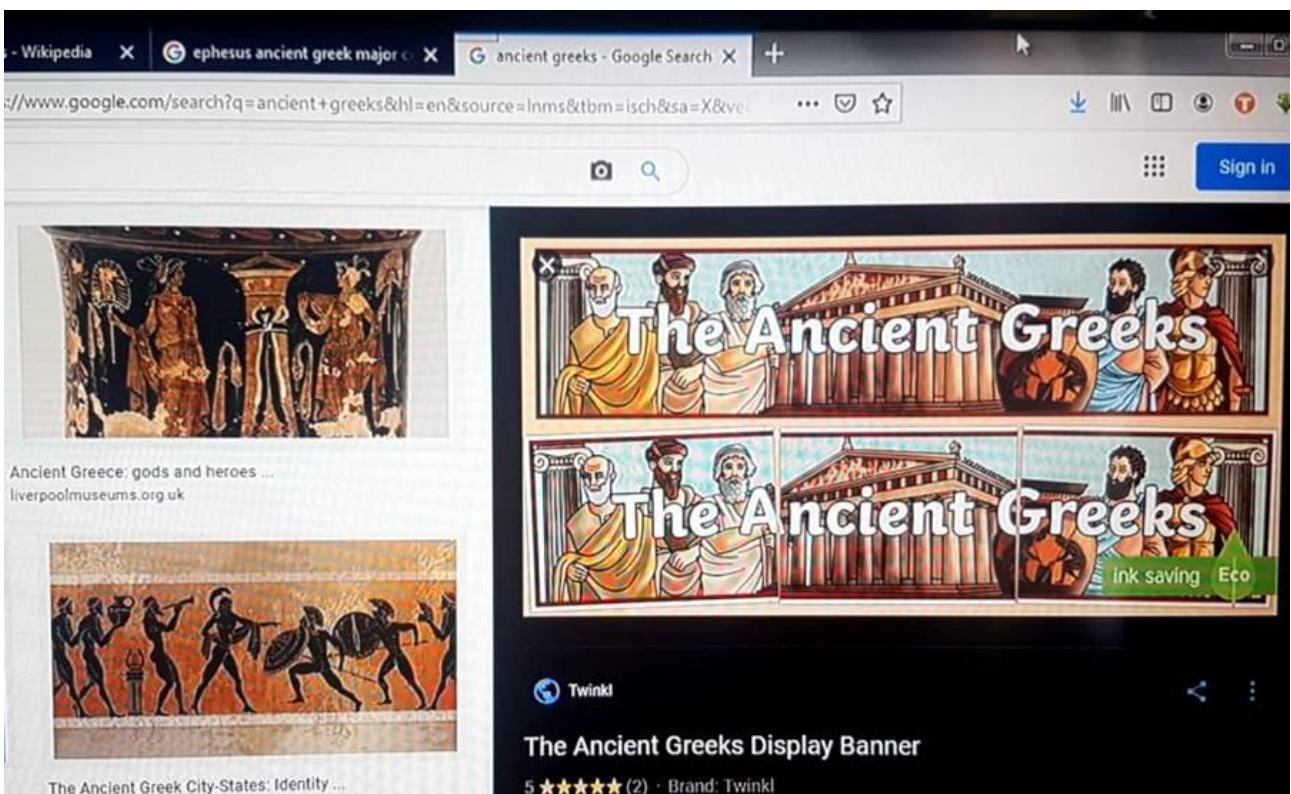 s - Wikipedia
ephesus ancient greek major c
ancient greeks - Google Search
://www.google.com/search?q=ancient+greeks&hl=en&source=lnms&tbm=isch&sa=X&ve
Sign in
Ancient Greece: gods and heroes ...
liverpoolmuseums.org.uk
The Ancient Greek City-States: Identity ...
The Ancient Greeks
The Ancient Greeks
ink saving Eco
Twinkl
The Ancient Greeks Display Banner
5 ★★★★★ (2) · Brand: Twinkl